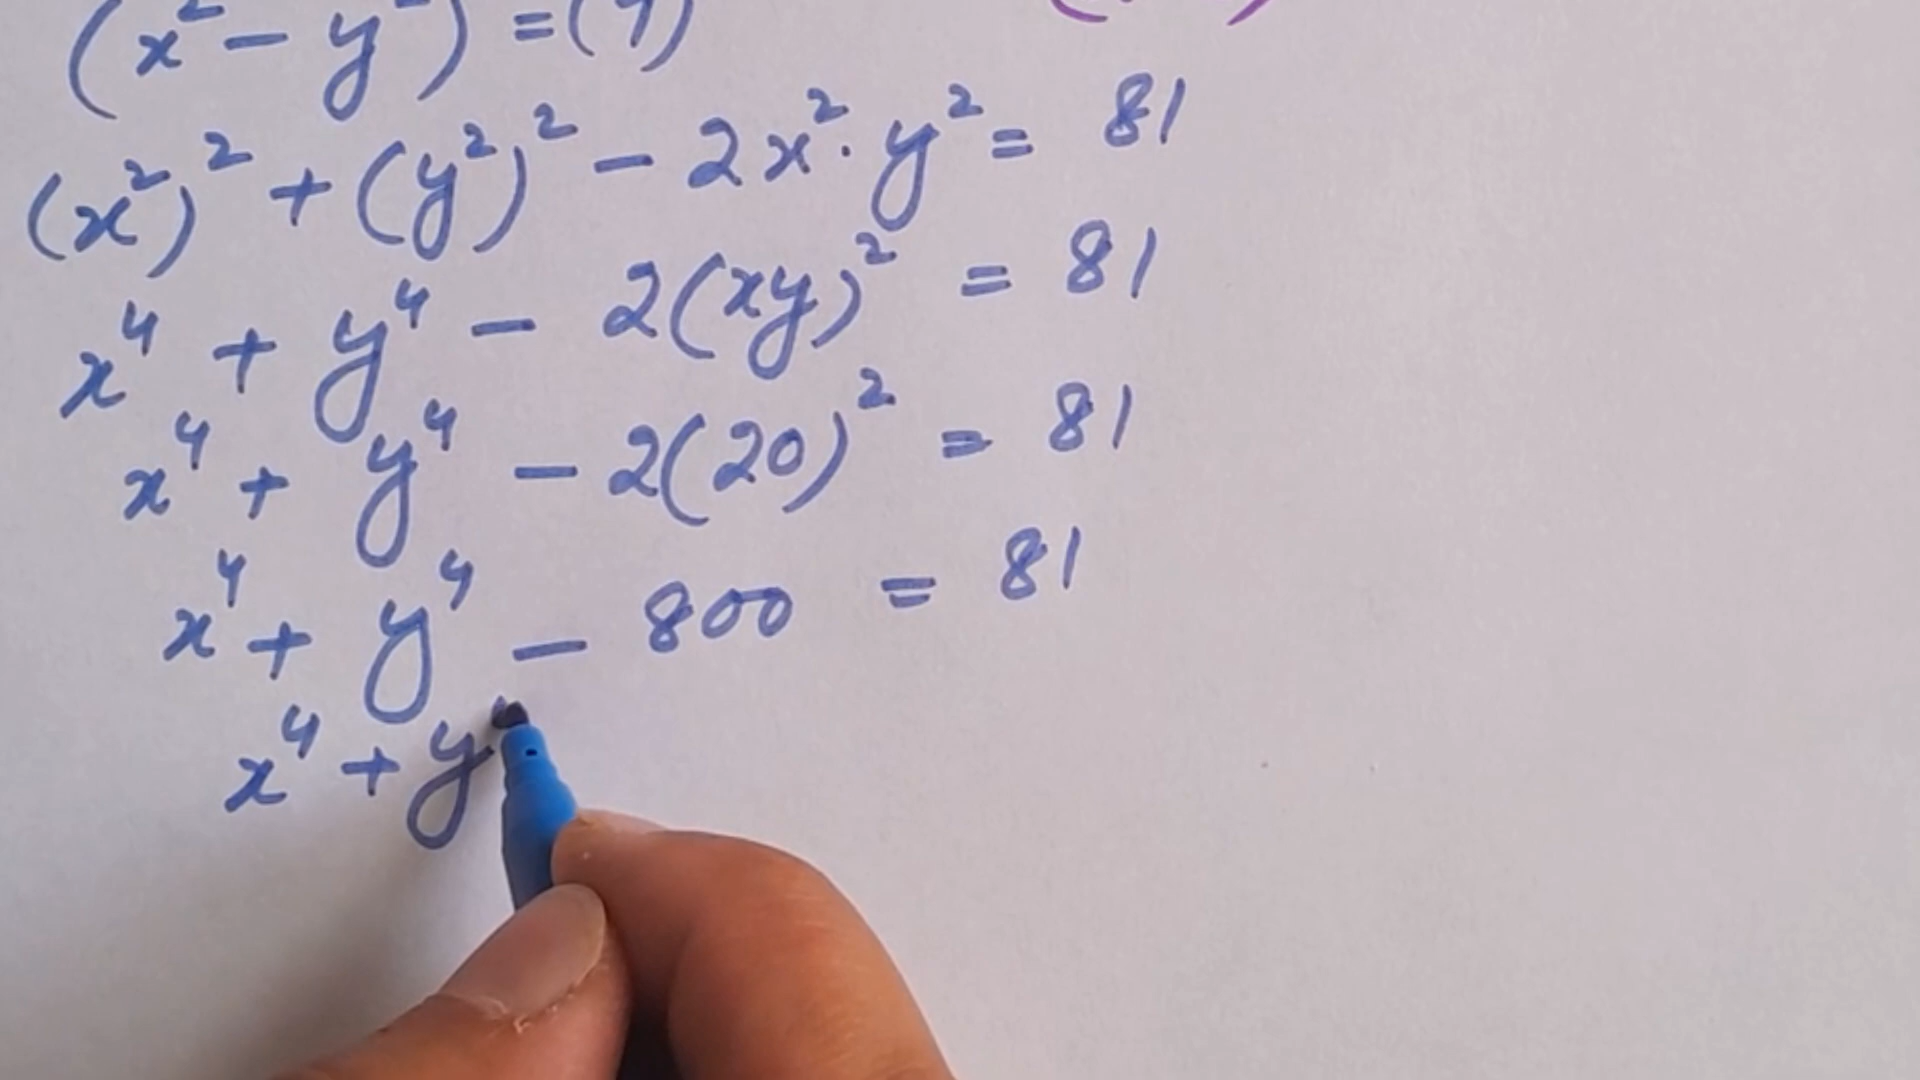 (x² − y²) = (9)
(x²)² + (y²)² − 2x² · y² = 81
x⁴ + y⁴ − 2(xy)² = 81
x⁴ + y⁴ − 2(20)² = 81
x⁴ + y⁴ − 800 = 81
x⁴ + y